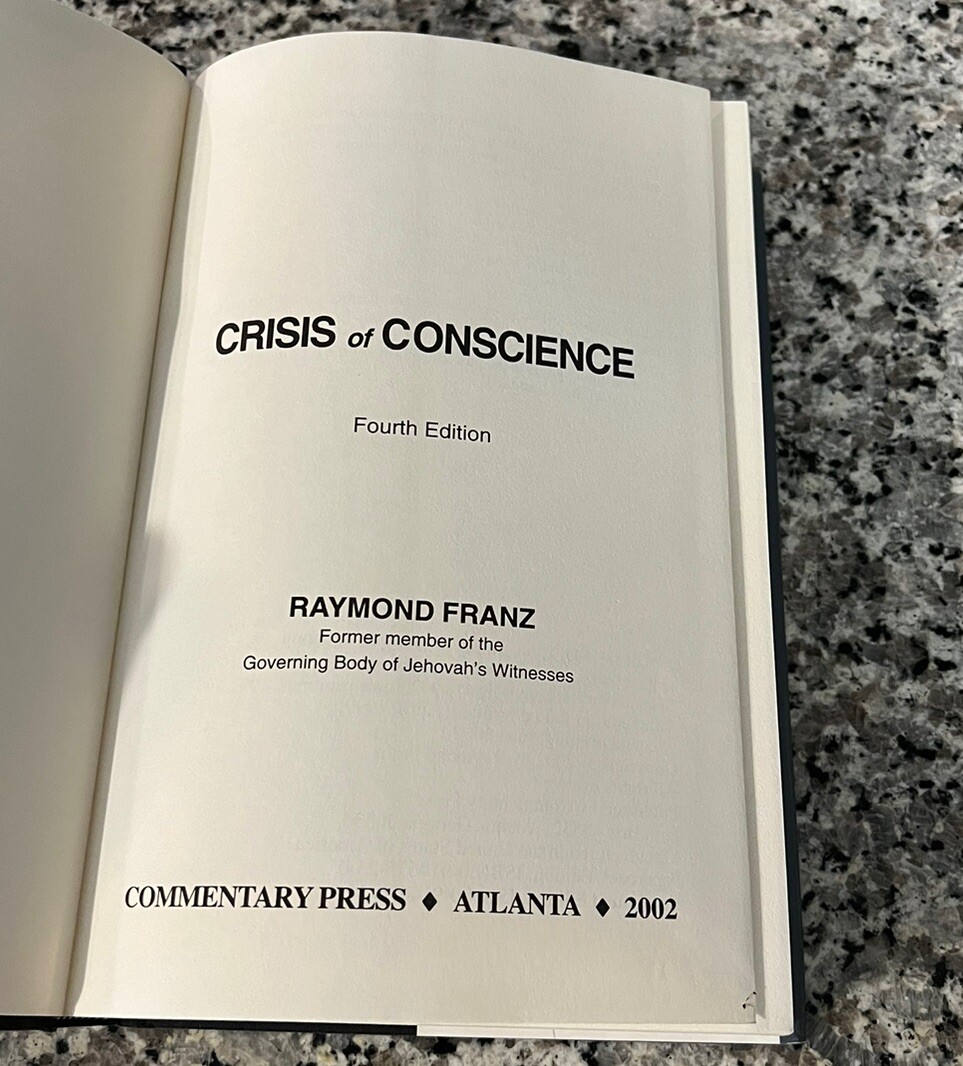 CRISIS of CONSCIENCE
Fourth Edition
RAYMOND FRANZ
Former member of the
Governing Body of Jehovah's Witnesses
COMMENTARY PRESS ♦ ATLANTA ♦ 2002